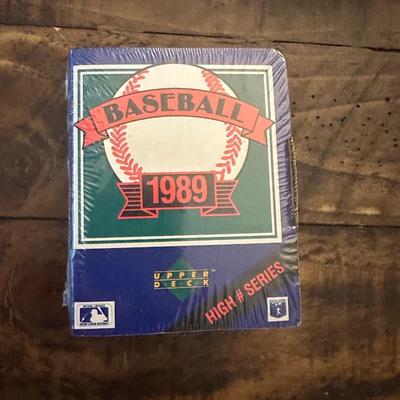 BASEBALL
1989
UPPER
DECK
HIGH # SERIES